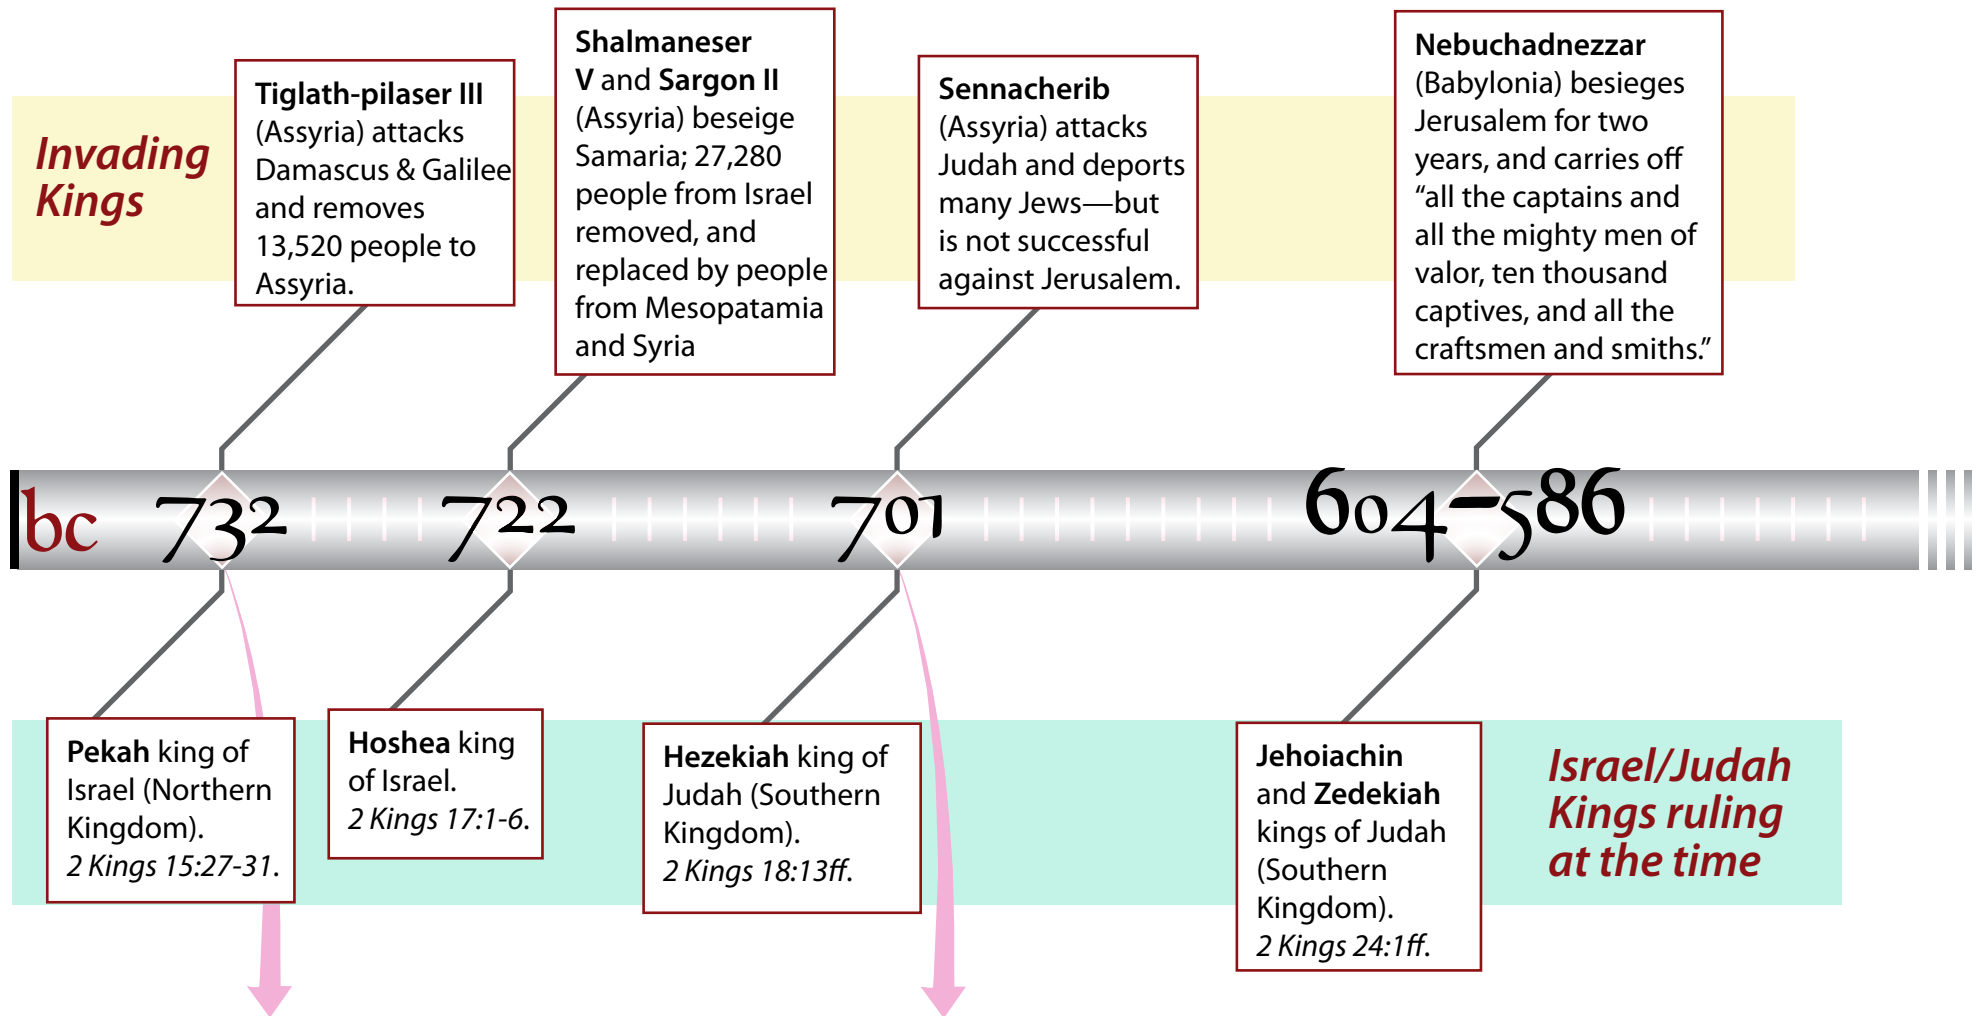 Invading
Kings
Tiglath-pilaser III
(Assyria) attacks
Damascus & Galilee
and removes
13,520 people to
Assyria.
Shalmaneser
V and Sargon II
(Assyria) beseige
Samaria; 27,280
people from Israel
removed, and
replaced by people
from Mesopatamia
and Syria
Sennacherib
(Assyria) attacks
Judah and deports
many Jews—but
is not successful
against Jerusalem.
Nebuchadnezzar
(Babylonia) besieges
Jerusalem for two
years, and carries off
“all the captains and
all the mighty men of
valor, ten thousand
captives, and all the
craftsmen and smiths.”
bc 732 722 701 604-586
Pekah king of
Israel (Northern
Kingdom).
2 Kings 15:27-31.
Hoshea king
of Israel.
2 Kings 17:1-6.
Hezekiah king of
Judah (Southern
Kingdom).
2 Kings 18:13ff.
Jehoiachin
and Zedekiah
kings of Judah
(Southern
Kingdom).
2 Kings 24:1ff.
Israel/Judah
Kings ruling
at the time